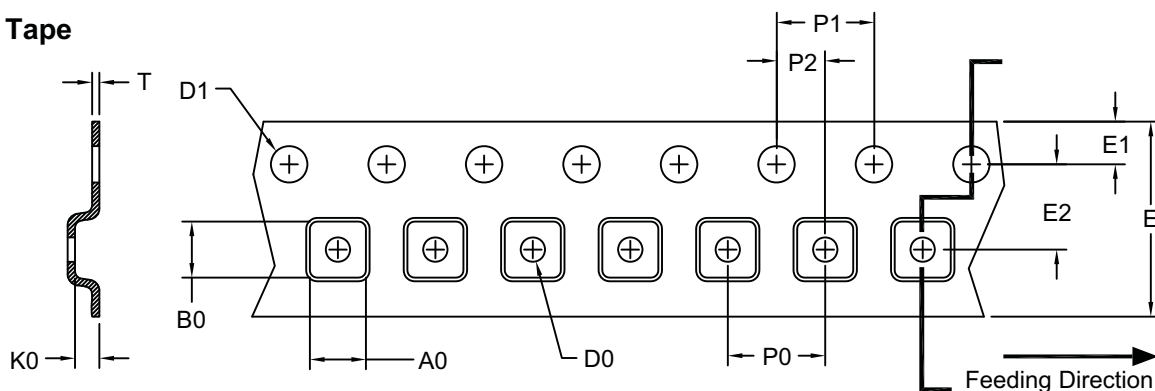 Tape
P1
P2
T
D1
E1
E2
E
B0
K0
A0
D0
P0
Feeding Direction